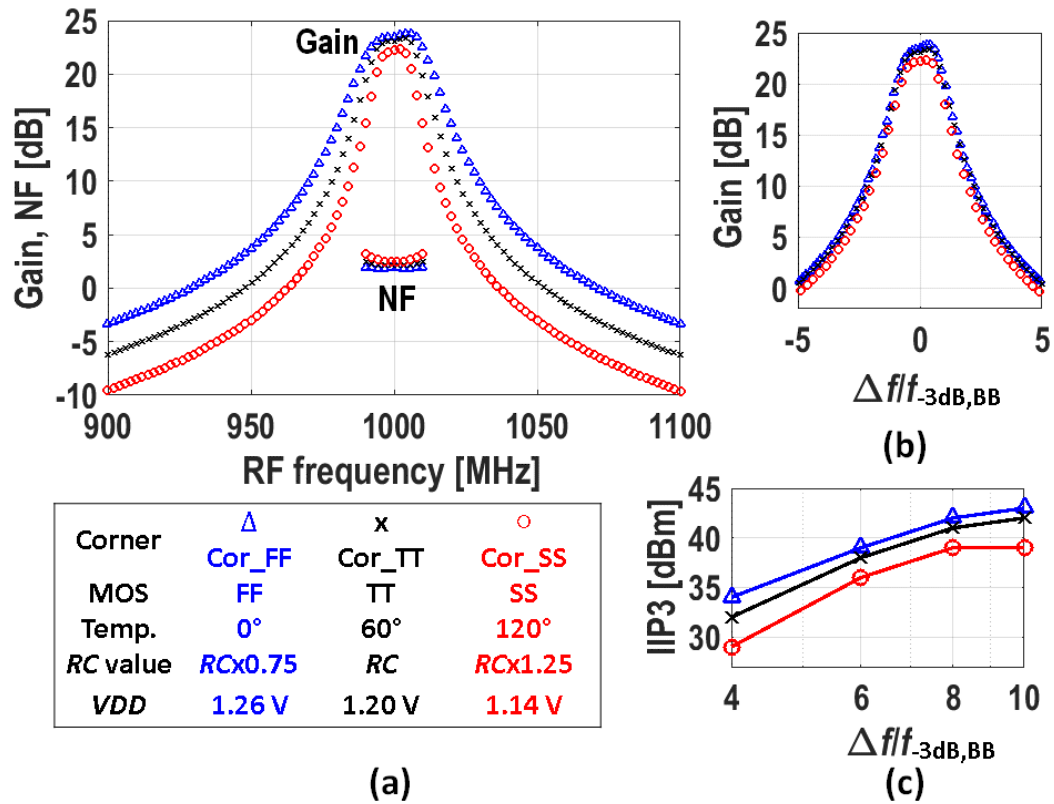 Gain, NF [dB]
25
20
15
10
5
0
-5
-10
Gain
NF
900 950 1000 1050 1100
RF frequency [MHz]
Gain [dB]
25
20
15
10
5
0
-5 0 5
Δf/f-3dB,BB
(b)
Corner Δ x ○
Cor_FF Cor_TT Cor_SS
MOS FF TT SS
Temp. 0° 60° 120°
RC value RCx0.75 RC RCx1.25
VDD 1.26 V 1.20 V 1.14 V
(a)
IIP3 [dBm]
45
40
35
30
4 6 8 10
Δf/f-3dB,BB
(c)